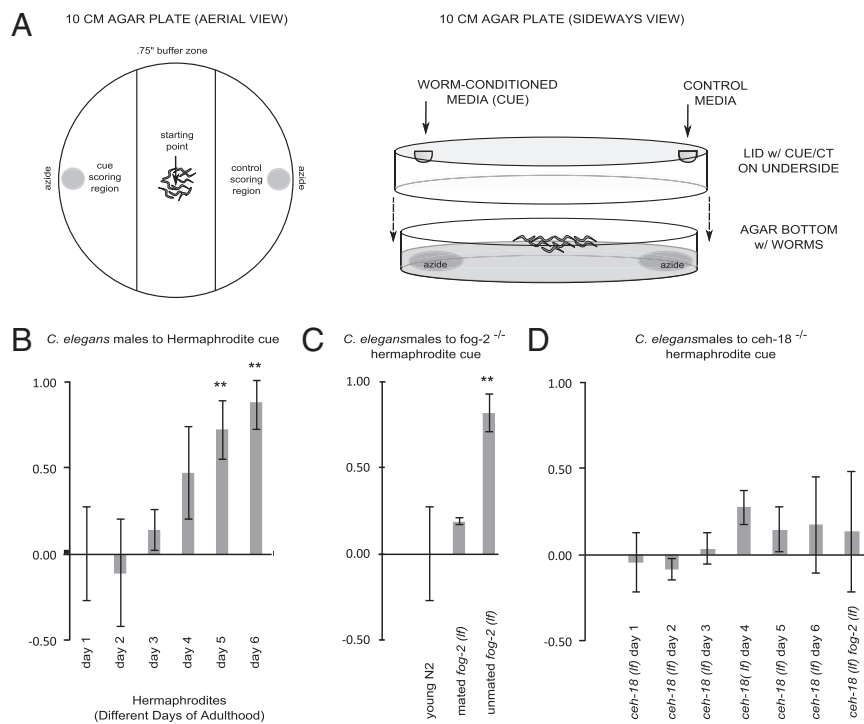 A
10 CM AGAR PLATE (AERIAL VIEW)
.75" buffer zone
starting
point
cue
scoring
region
control
scoring
region
azide
azide
10 CM AGAR PLATE (SIDEWAYS VIEW)
WORM-CONDITIONED
MEDIA (CUE)
CONTROL
MEDIA
LID w/ CUE/CT
ON UNDERSIDE
AGAR BOTTOM
w/ WORMS
azide
azide
B
C. elegans males to Hermaphrodite cue
1.00
0.50
0.00
-0.50
**
**
day 1
day 2
day 3
day 4
day 5
day 6
Hermaphrodites
(Different Days of Adulthood)
C
C. elegansmales to fog-2 -/-
hermaphrodite cue
1.00
0.50
0.00
-0.50
**
young N2
mated fog-2 (lf)
unmated fog-2 (lf)
D
C. elegansmales to ceh-18 -/-
hermaphrodite cue
1.00
0.50
0.00
-0.50
ceh-18 (lf) day 1
ceh-18 (lf) day 2
ceh-18 (lf) day 3
ceh-18( lf) day 4
ceh-18 (lf) day 5
ceh-18 (lf) day 6
ceh-18 (lf) fog-2 (lf)